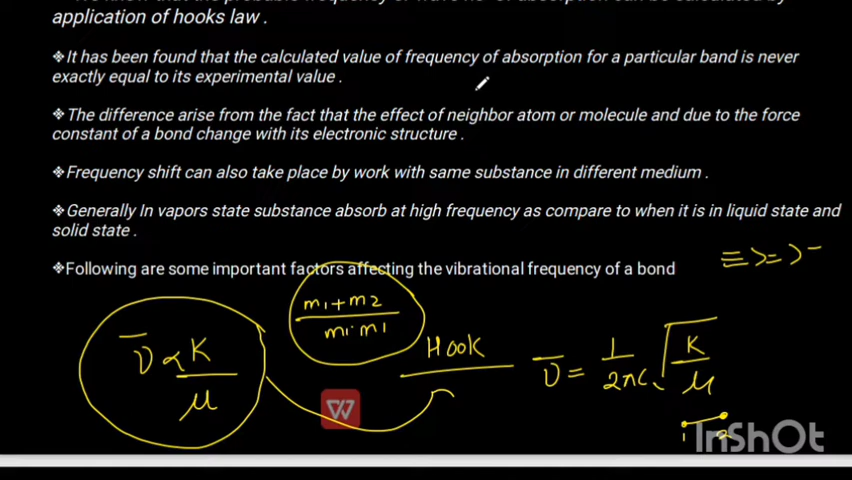 application of hooks law .
❖It has been found that the calculated value of frequency of absorption for a particular band is never
exactly equal to its experimental value .
❖The difference arise from the fact that the effect of neighbor atom or molecule and due to the force
constant of a bond change with its electronic structure .
❖Frequency shift can also take place by work with same substance in different medium .
❖Generally In vapors state substance absorb at high frequency as compare to when it is in liquid state and
solid state .
≡ > = > -
❖Following are some important factors affecting the vibrational frequency of a bond
m1+m2
m1·m1
ν̄ ∝ K/μ
Hook
ν̄ = 1/2πc √K/μ
1 2
InShOt